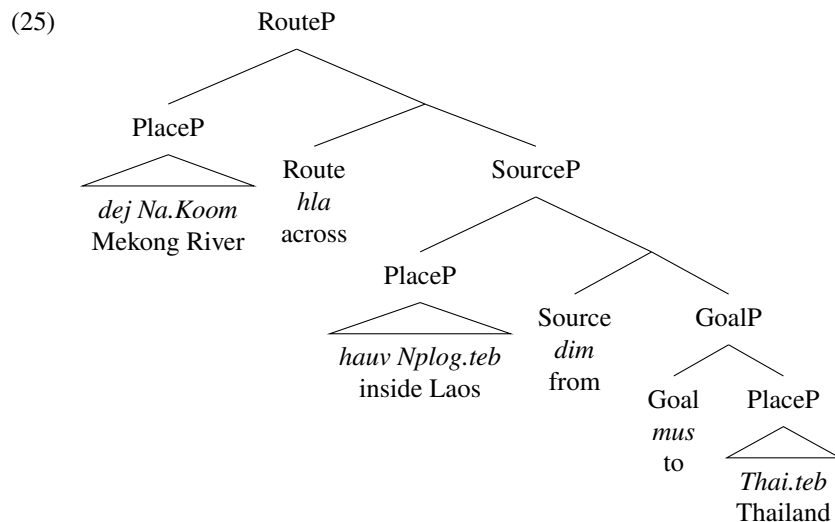 (25) RouteP
PlaceP
dej Na.Koom
Mekong River
Route
hla
across
SourceP
PlaceP
hauv Nplog.teb
inside Laos
Source
dim
from
GoalP
Goal
mus
to
PlaceP
Thai.teb
Thailand